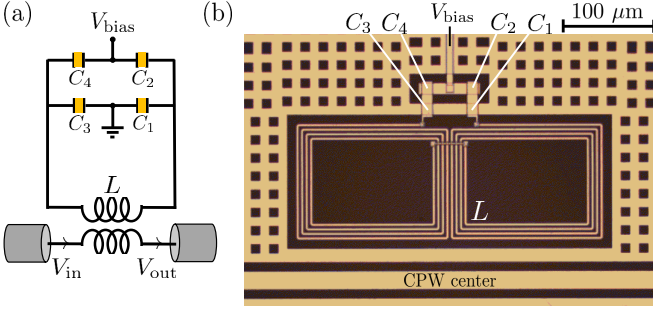 (a)
V_bias
C_4
C_2
C_3
C_1
L
V_in
V_out
(b)
C_3 C_4 V_bias C_2 C_1
100 μm
L
CPW center